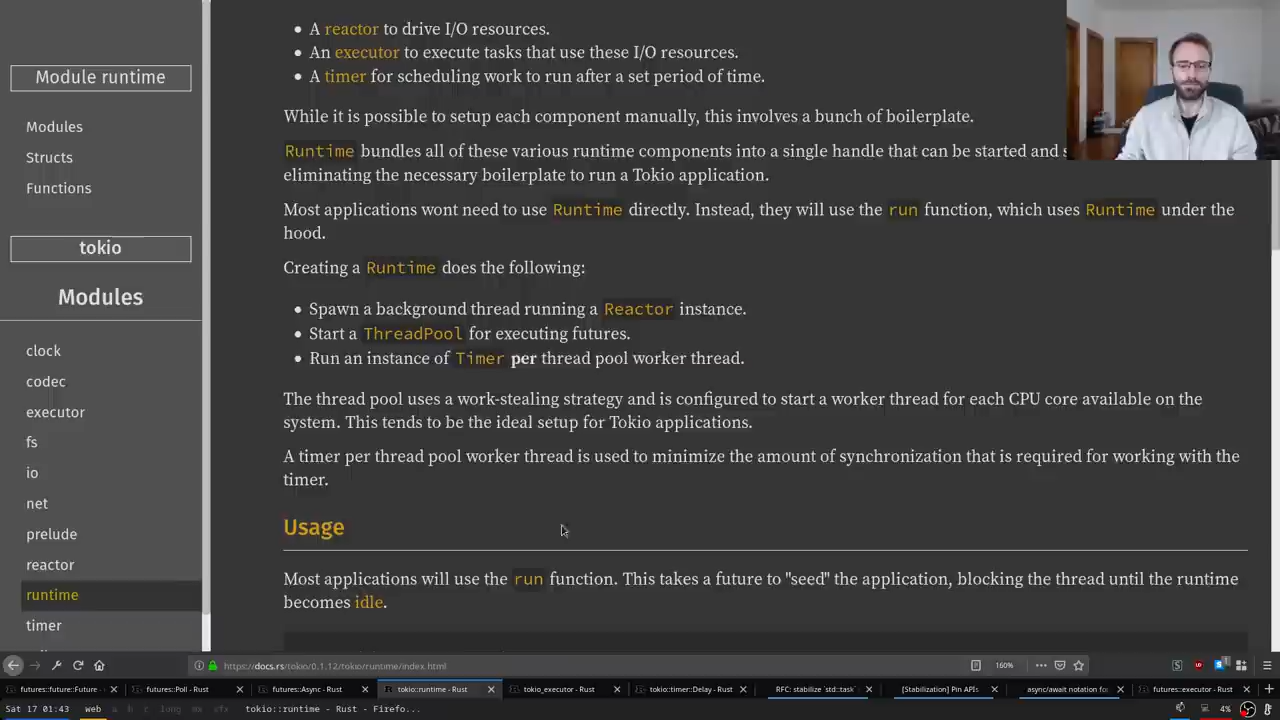 Module runtime
Modules
Structs
Functions
tokio
Modules
clock
codec
executor
fs
io
net
prelude
reactor
runtime
timer
• A reactor to drive I/O resources.
• An executor to execute tasks that use these I/O resources.
• A timer for scheduling work to run after a set period of time.
While it is possible to setup each component manually, this involves a bunch of boilerplate.
Runtime bundles all of these various runtime components into a single handle that can be started and
eliminating the necessary boilerplate to run a Tokio application.
Most applications wont need to use Runtime directly. Instead, they will use the run function, which uses Runtime under the
hood.
Creating a Runtime does the following:
• Spawn a background thread running a Reactor instance.
• Start a ThreadPool for executing futures.
• Run an instance of Timer per thread pool worker thread.
The thread pool uses a work-stealing strategy and is configured to start a worker thread for each CPU core available on the
system. This tends to be the ideal setup for Tokio applications.
A timer per thread pool worker thread is used to minimize the amount of synchronization that is required for working with the
timer.
Usage
Most applications will use the run function. This takes a future to "seed" the application, blocking the thread until the runtime
becomes idle.
https://docs.rs/tokio/0.1.12/tokio/runtime/index.html 160%
futures::future::Future - futures::Poll - Rust futures::Async - Rust tokio::runtime - Rust tokio_executor - Rust tokio::timer::Delay - Rust RFC: stabilize `std::task` [Stabilization] Pin APIs async/await notation fo futures::executor - Rust
Sat 17 01:43 web tokio::runtime - Rust - Firefo... 4%